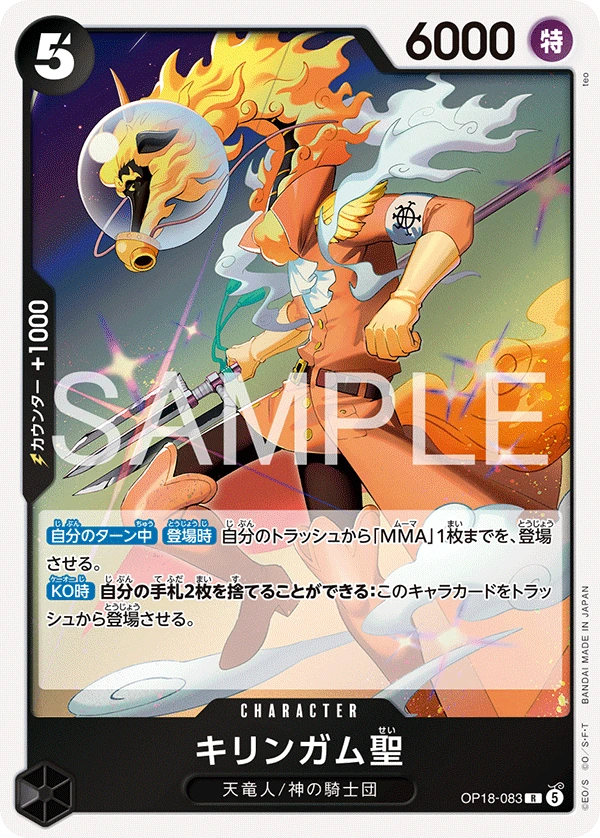 5
6000 特
teo
カウンター +1000
SAMPLE
自分のターン中 登場時 自分のトラッシュから「MMA」1枚までを、登場
させる。
KO時 自分の手札2枚を捨てることができる:このキャラカードをトラッ
シュから登場させる。
CHARACTER
キリンガム聖
天竜人/神の騎士団
OP18-083 R 5
©E.O/S ©O/S・F・T BANDAI MADE IN JAPAN